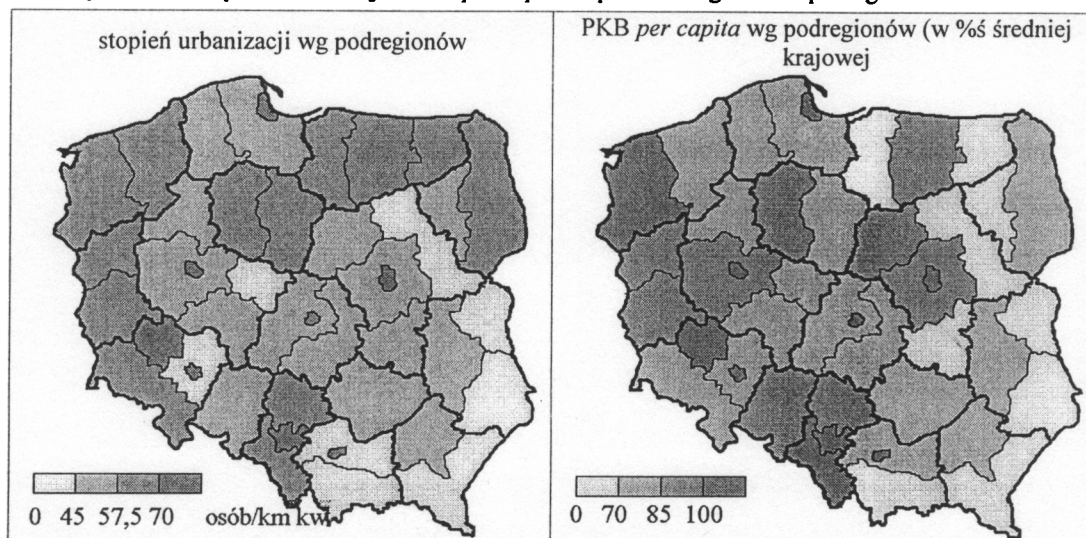 stopień urbanizacji wg podregionów
PKB per capita wg podregionów (w %ś średniej
krajowej
0 45 57,5 70 osób/km kw.
0 70 85 100